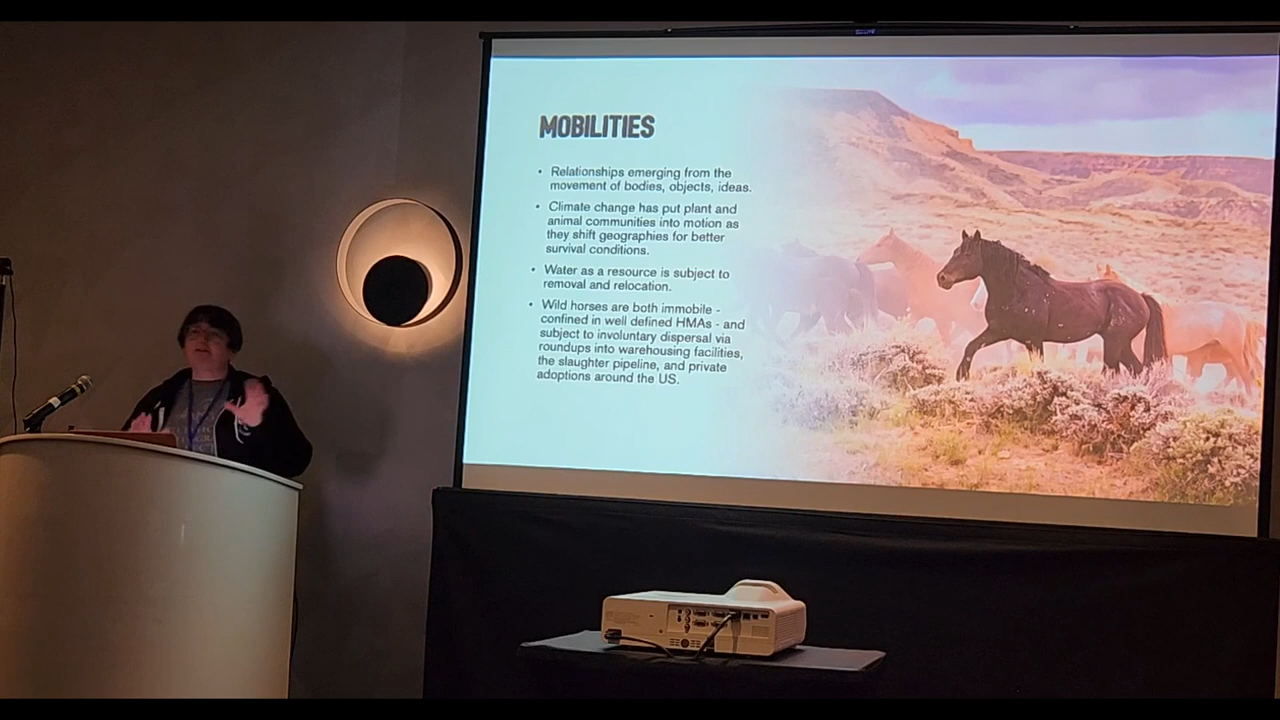 MOBILITIES
• Relationships emerging from the
movement of bodies, objects, ideas.
• Climate change has put plant and
animal communities into motion as
they shift geographies for better
survival conditions.
• Water as a resource is subject to
removal and relocation.
• Wild horses are both immobile -
confined in well defined HMAs - and
subject to involuntary dispersal via
roundups into warehousing facilities,
the slaughter pipeline, and private
adoptions around the US.